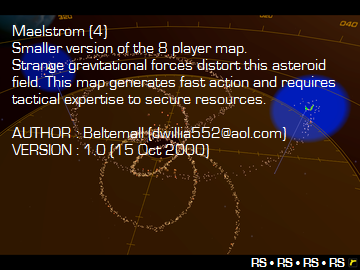 Maelstrom (4)
Smaller version of the 8 player map.
Strange gravitational forces distort this asteroid
field. This map generates fast action and requires
tactical expertise to secure resources.
AUTHOR : Beltemall (dwillia552@aol.com)
VERSION : 1.0 (15 Oct 2000)
RS • RS • RS • RS r